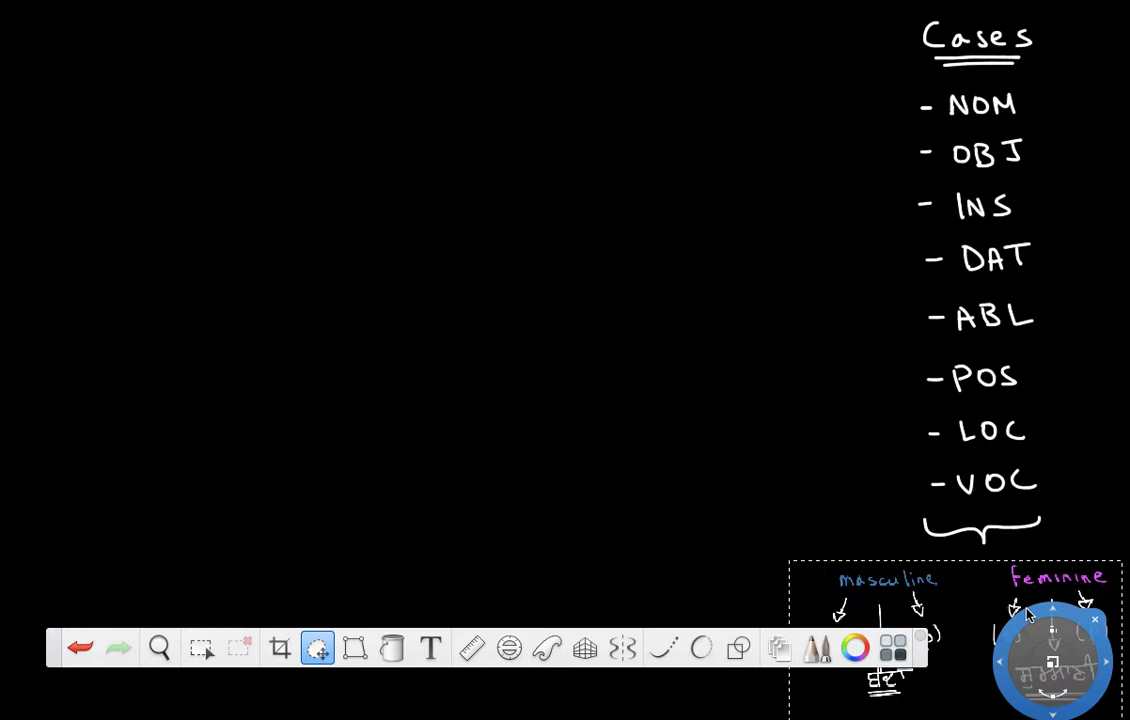 Cases
- NOM
- OBJ
- INS
- DAT
- ABL
- POS
- LOC
- VOC
masculine feminine
T